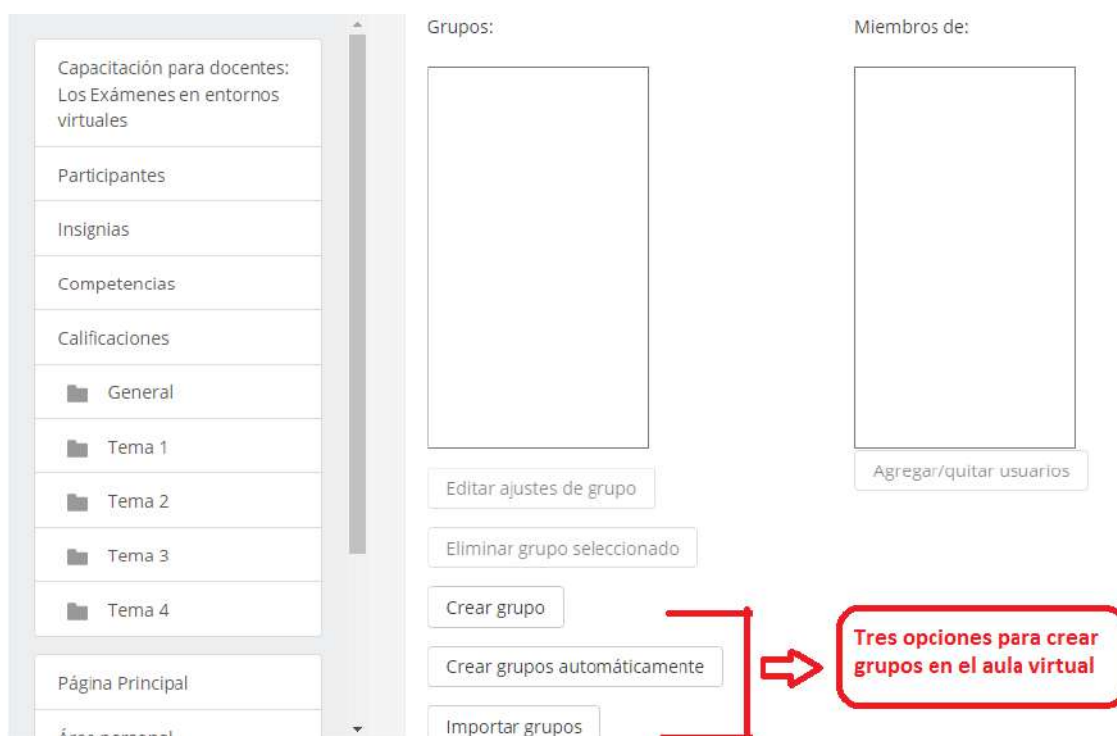 Capacitación para docentes:
Los Exámenes en entornos
virtuales
Participantes
Insignias
Competencias
Calificaciones
General
Tema 1
Tema 2
Tema 3
Tema 4
Página Principal
Área personal
Grupos:
Miembros de:
Editar ajustes de grupo
Agregar/quitar usuarios
Eliminar grupo seleccionado
Crear grupo
Crear grupos automáticamente
Importar grupos
Tres opciones para crear
grupos en el aula virtual